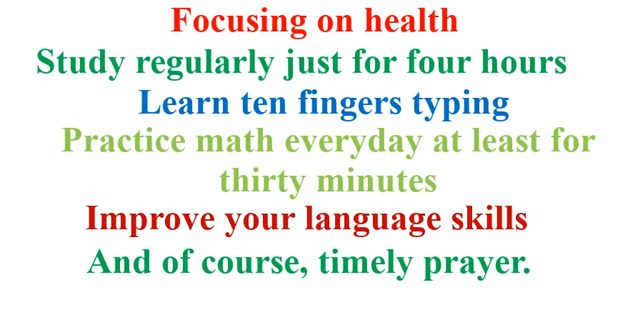 Focusing on health
Study regularly just for four hours
Learn ten fingers typing
Practice math everyday at least for
thirty minutes
Improve your language skills
And of course, timely prayer.